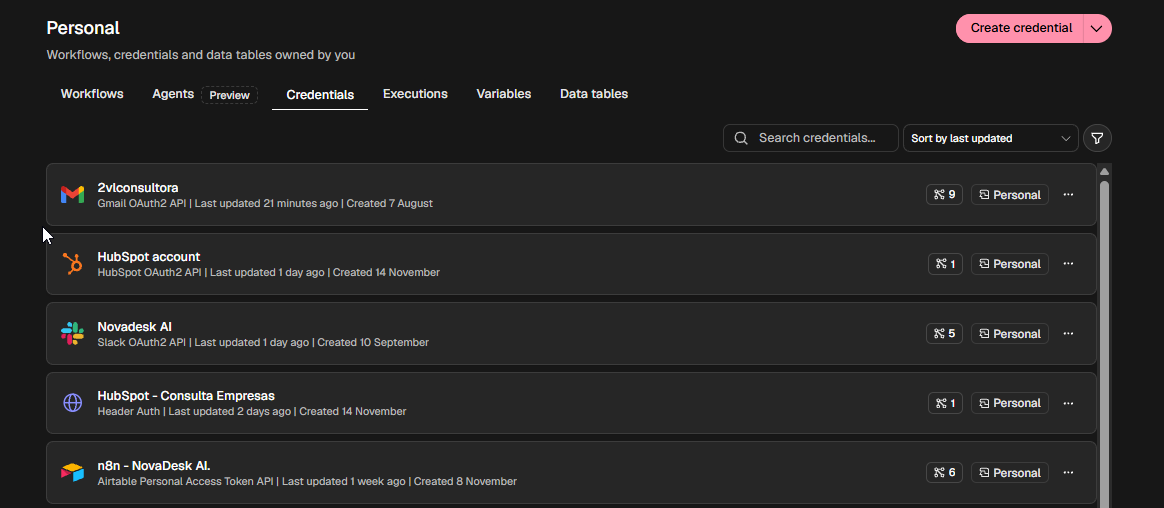 Personal
Create credential
Workflows, credentials and data tables owned by you
Workflows Agents Preview Credentials Executions Variables Data tables
Search credentials...
Sort by last updated
2vlconsultora
Gmail OAuth2 API | Last updated 21 minutes ago | Created 7 August
9 Personal
HubSpot account
HubSpot OAuth2 API | Last updated 1 day ago | Created 14 November
1 Personal
Novadesk AI
Slack OAuth2 API | Last updated 1 day ago | Created 10 September
5 Personal
HubSpot - Consulta Empresas
Header Auth | Last updated 2 days ago | Created 14 November
1 Personal
n8n - NovaDesk AI.
Airtable Personal Access Token API | Last updated 1 week ago | Created 8 November
6 Personal